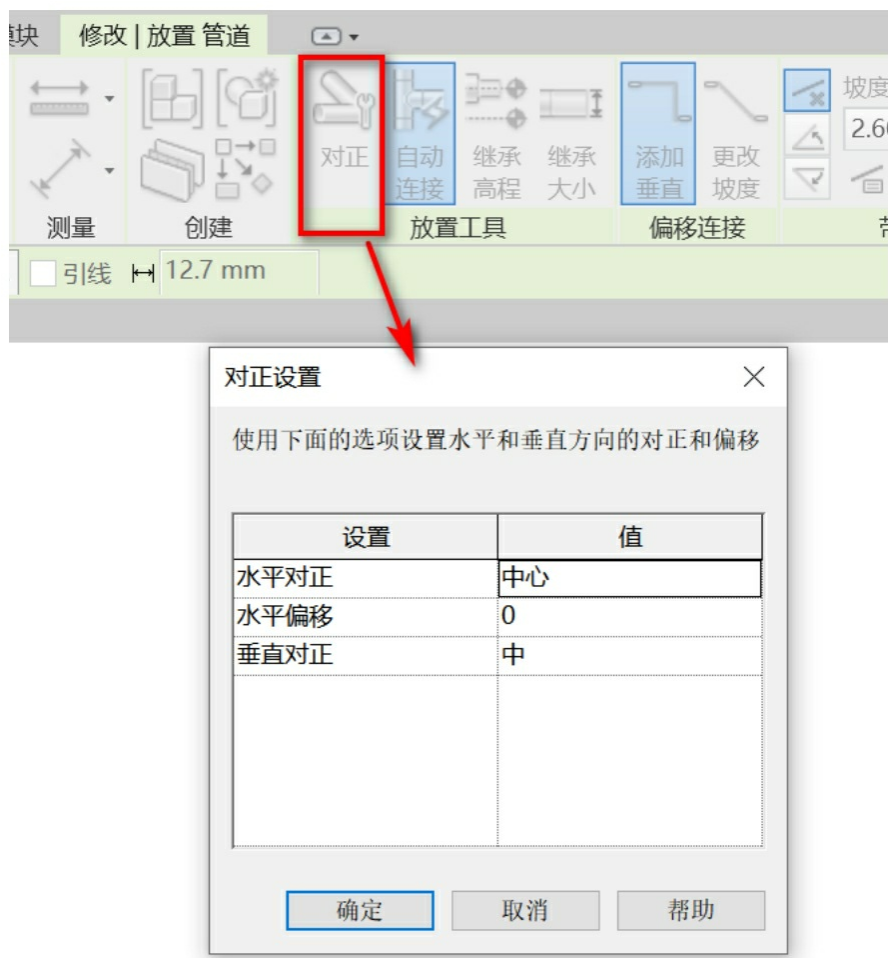 修改 | 放置 管道
坡度
2.6
对正 自动 继承 继承 添加 更改
连接 高程 大小 垂直 坡度
测量 创建 放置工具 偏移连接
引线 12.7 mm
对正设置
使用下面的选项设置水平和垂直方向的对正和偏移
设置 值
水平对正 中心
水平偏移 0
垂直对正 中
确定 取消 帮助